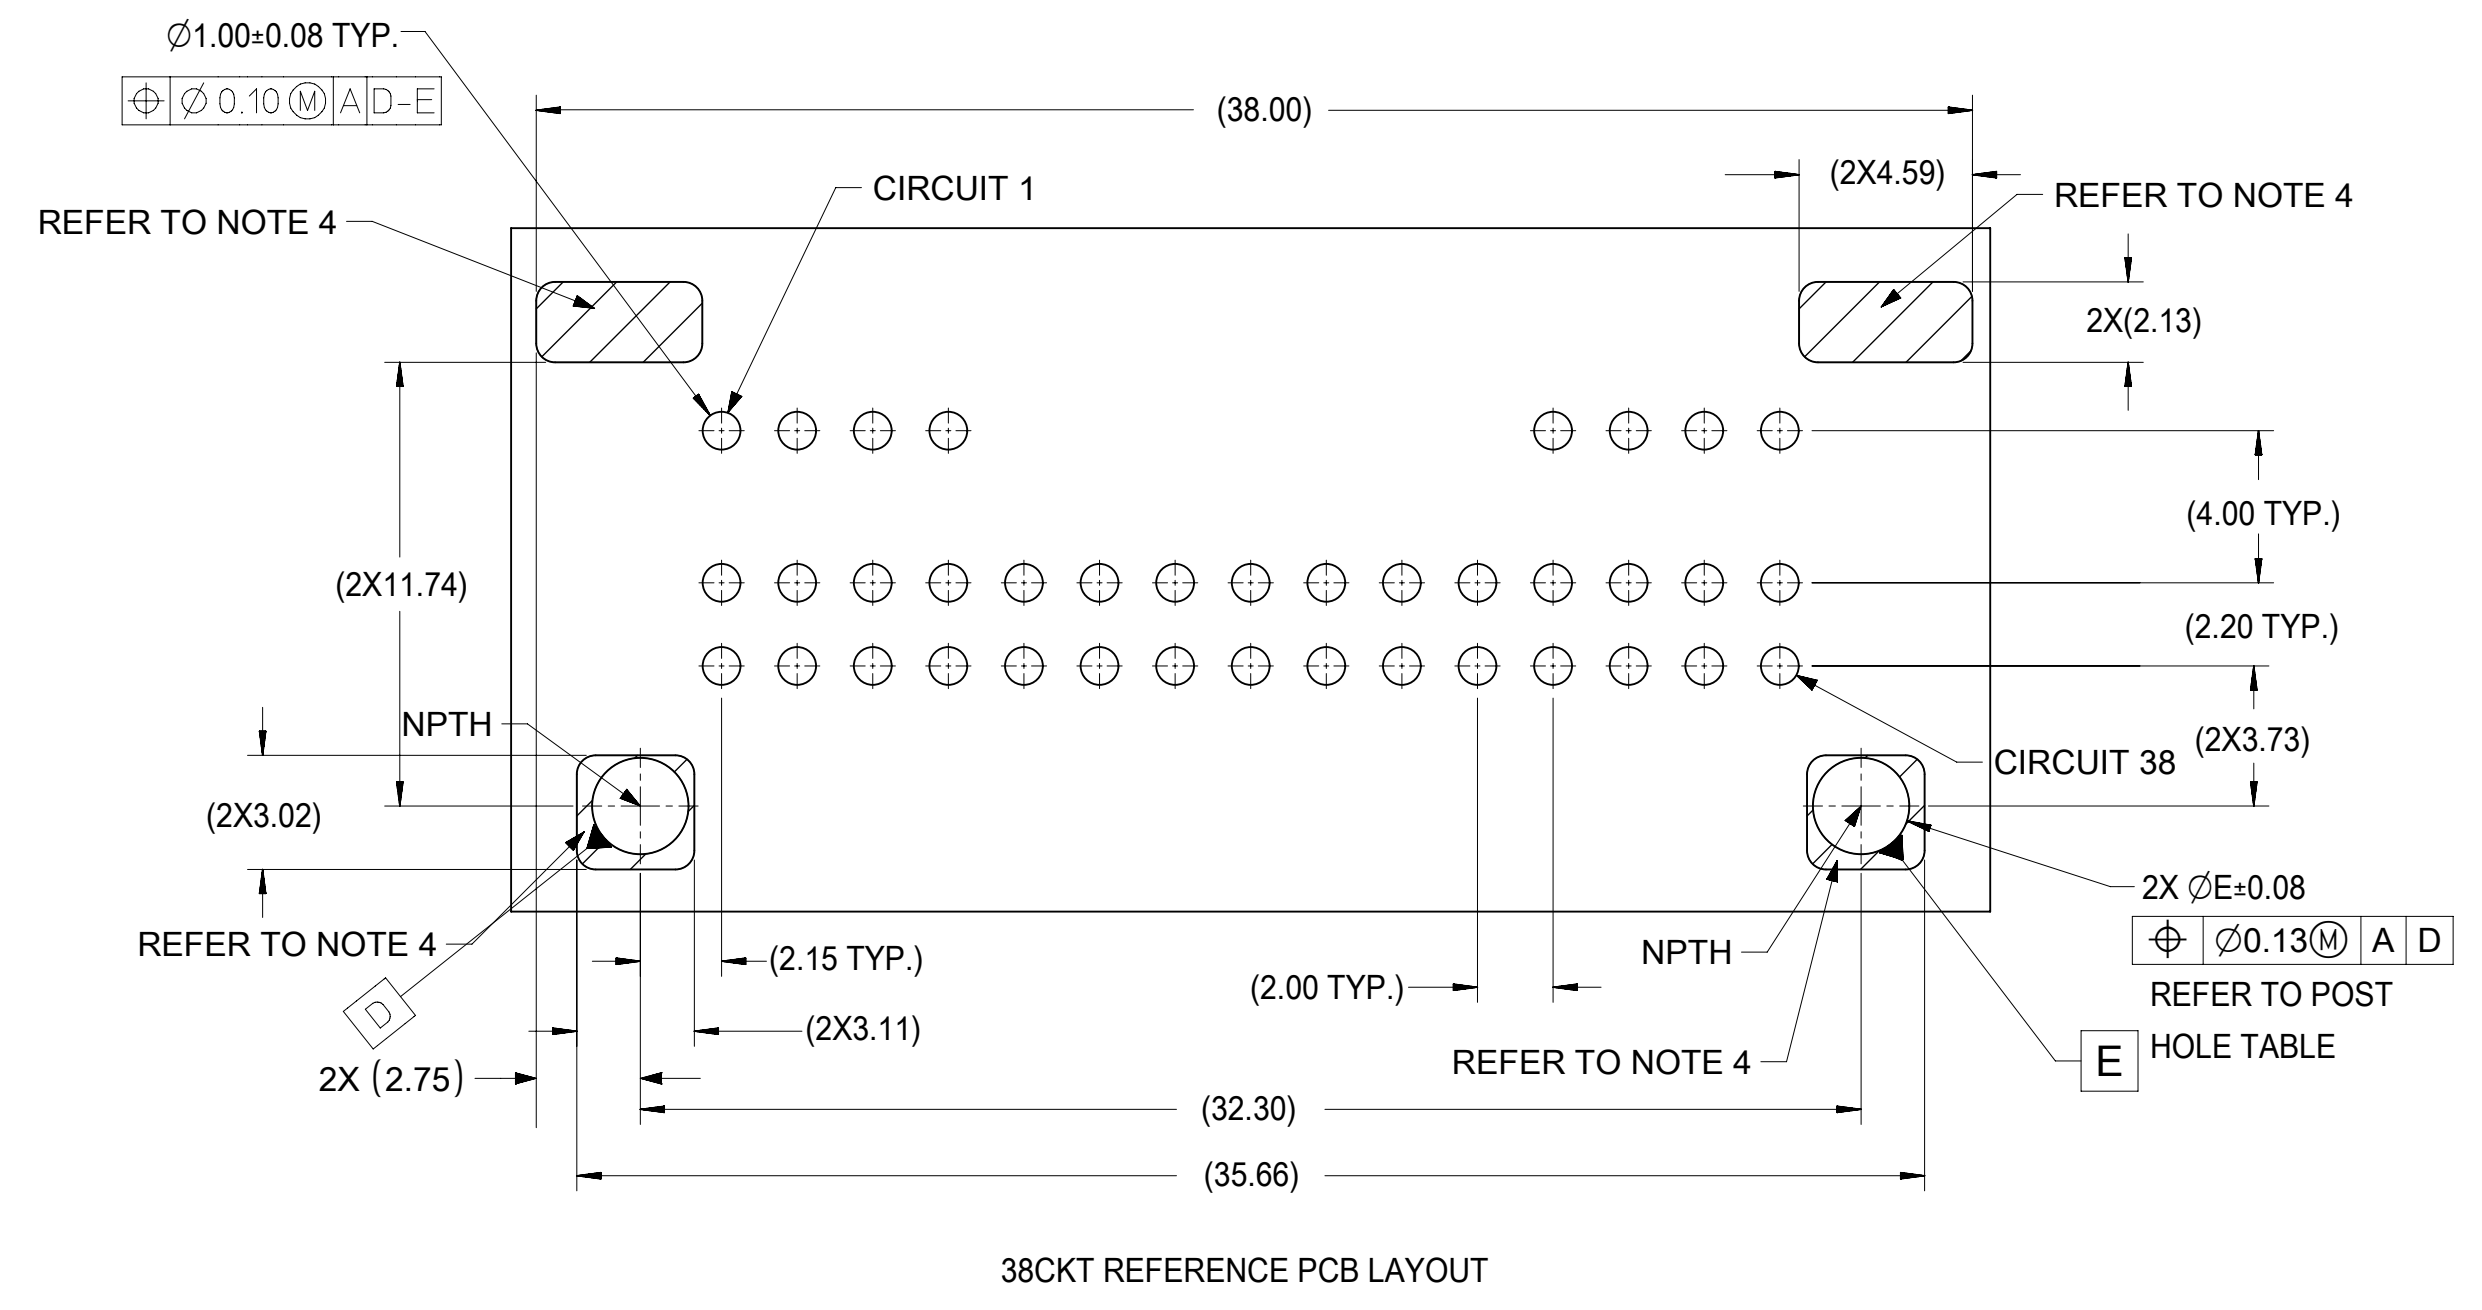 ∅1.00±0.08 TYP.
⌖ ∅ 0.10 Ⓜ A D-E
(38.00)
(2X4.59)
CIRCUIT 1
REFER TO NOTE 4
REFER TO NOTE 4
2X(2.13)
(4.00 TYP.)
(2X11.74)
(2.20 TYP.)
NPTH
(2X3.73)
CIRCUIT 38
(2X3.02)
2X ∅E±0.08
⌖ ∅0.13Ⓜ A D
REFER TO POST
HOLE TABLE
REFER TO NOTE 4
NPTH
(2.15 TYP.)
(2.00 TYP.)
D
(2X3.11)
REFER TO NOTE 4
E
2X (2.75)
(32.30)
(35.66)
38CKT REFERENCE PCB LAYOUT